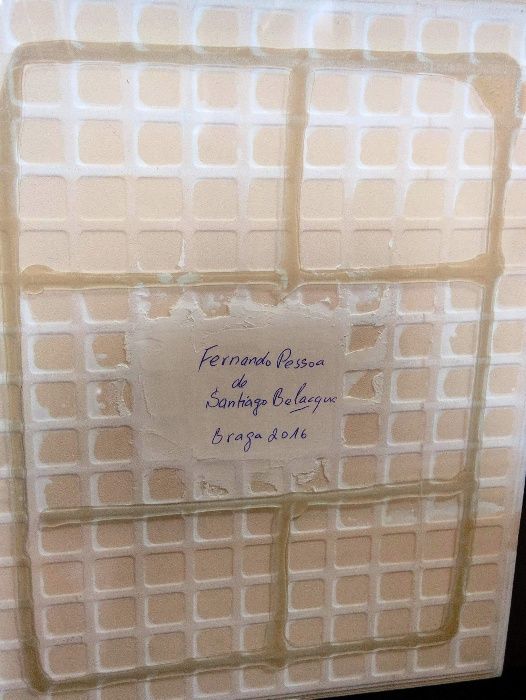 Fernando Pessoa
de
Santiago Belacqua
Braga 2016